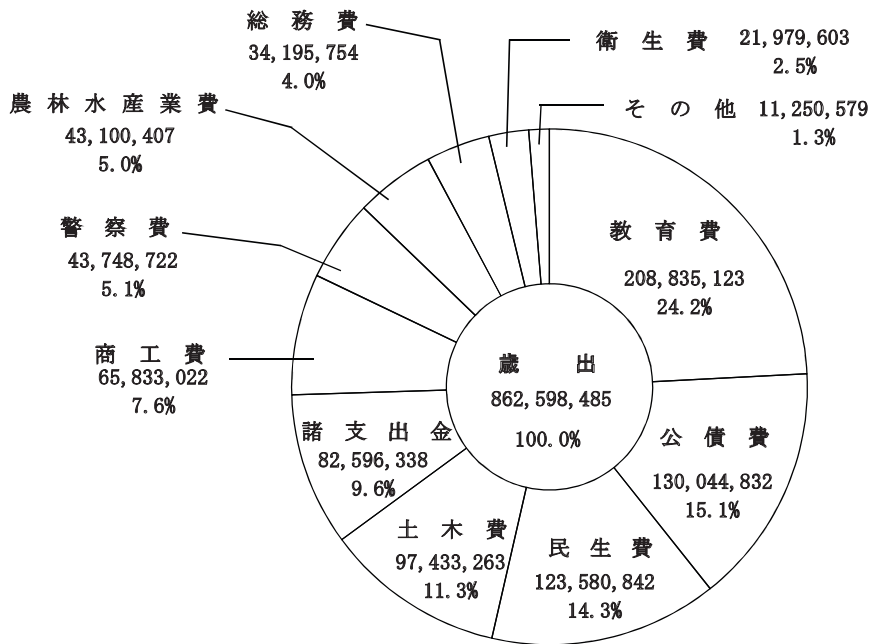 総務費
34,195,754
4.0%
衛生費 21,979,603
2.5%
その他 11,250,579
1.3%
農林水産業費
43,100,407
5.0%
警察費
43,748,722
5.1%
商工費
65,833,022
7.6%
教育費
208,835,123
24.2%
歳出
862,598,485
100.0%
諸支出金
82,596,338
9.6%
公債費
130,044,832
15.1%
土木費
97,433,263
11.3%
民生費
123,580,842
14.3%